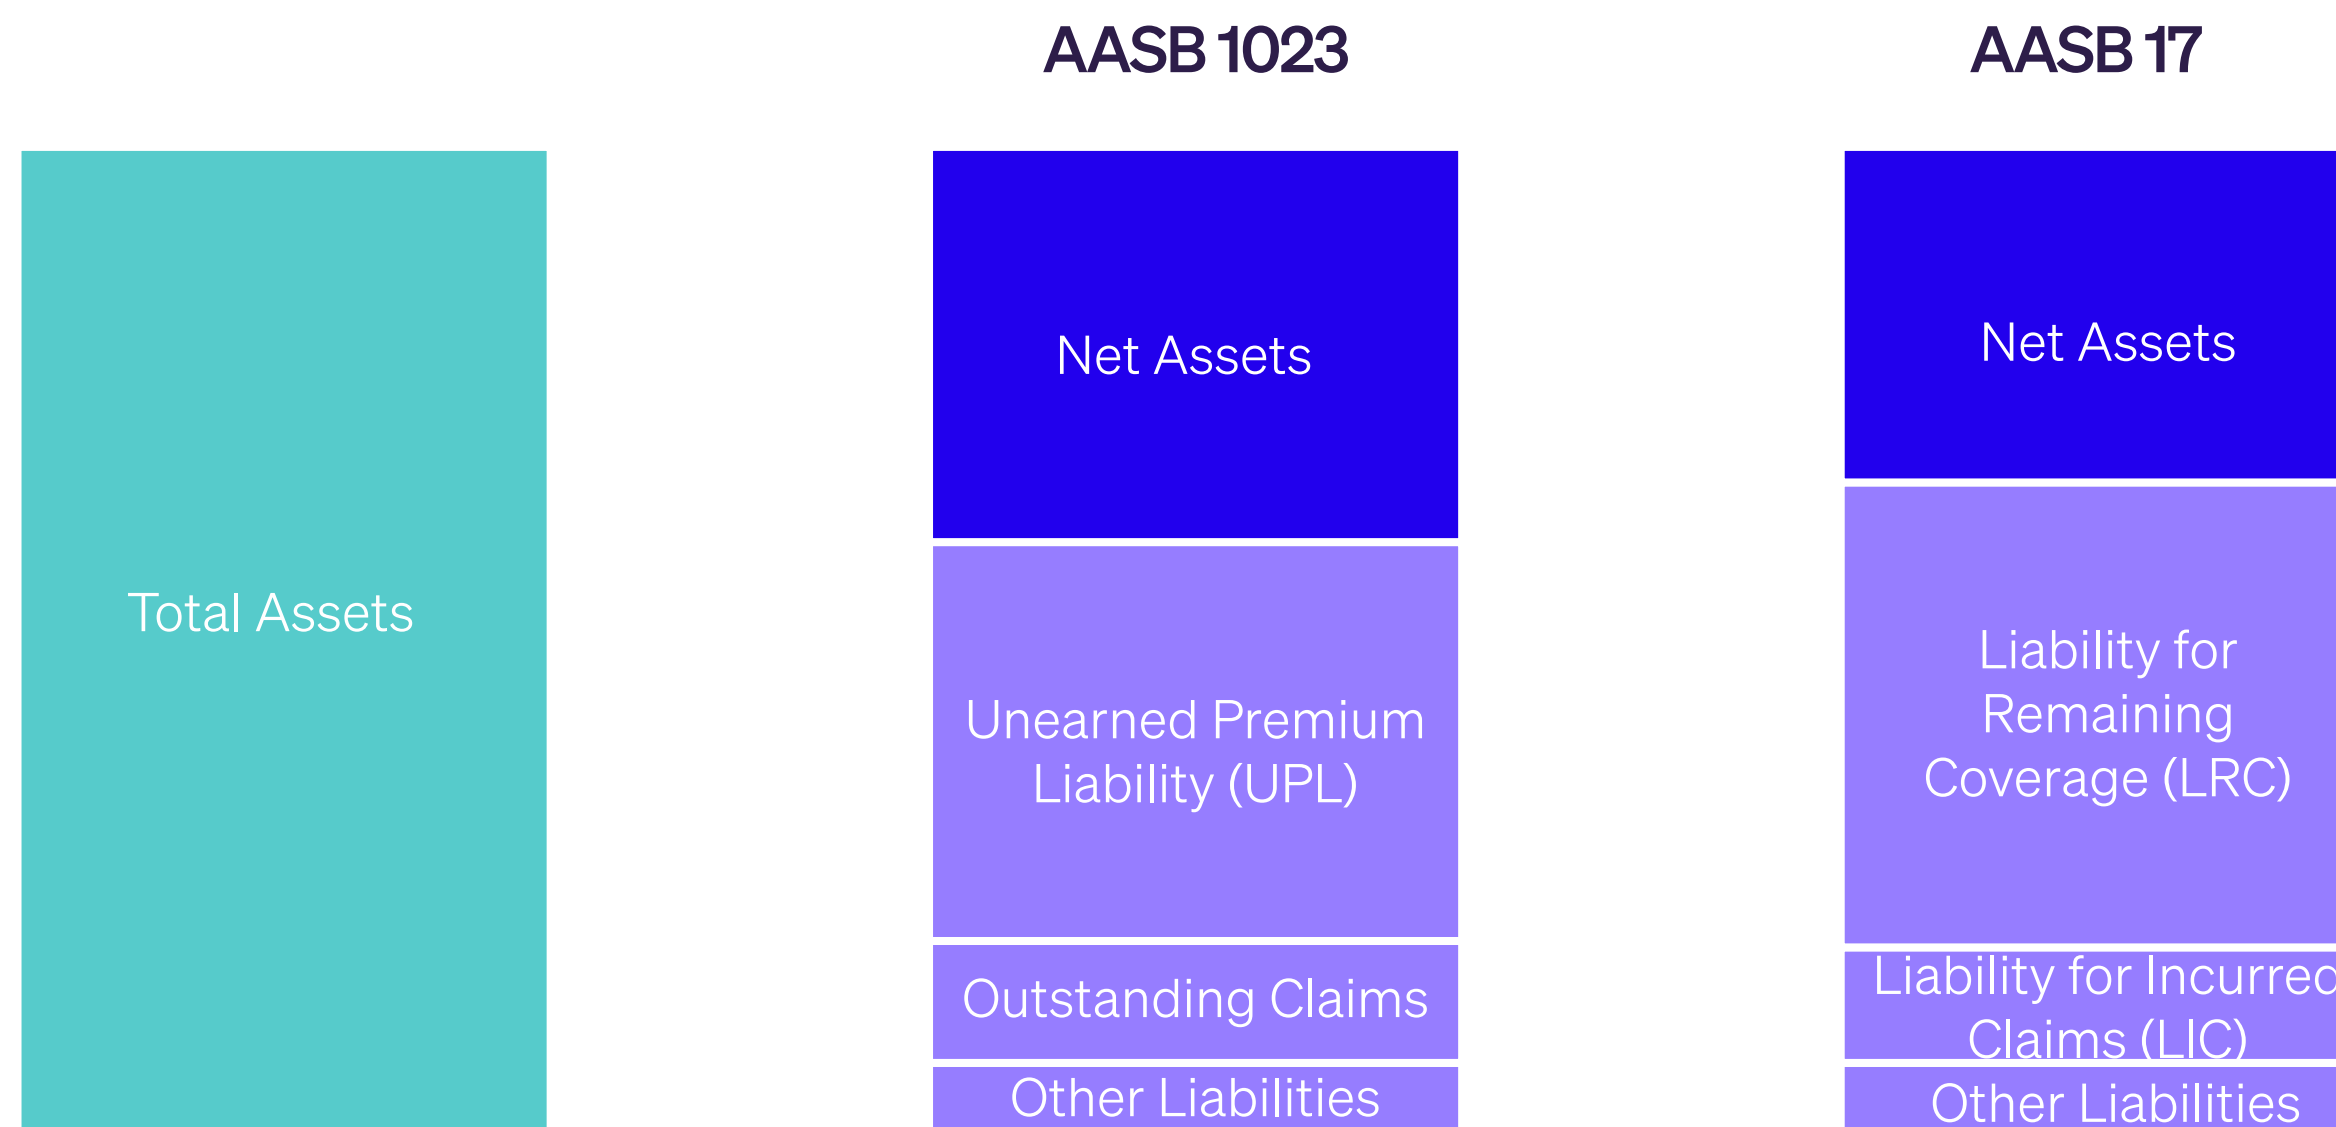 AASB 1023
AASB 17
Total Assets
Net Assets
Unearned Premium
Liability (UPL)
Outstanding Claims
Other Liabilities
Net Assets
Liability for
Remaining
Coverage (LRC)
Liability for Incurred
Claims (LIC)
Other Liabilities